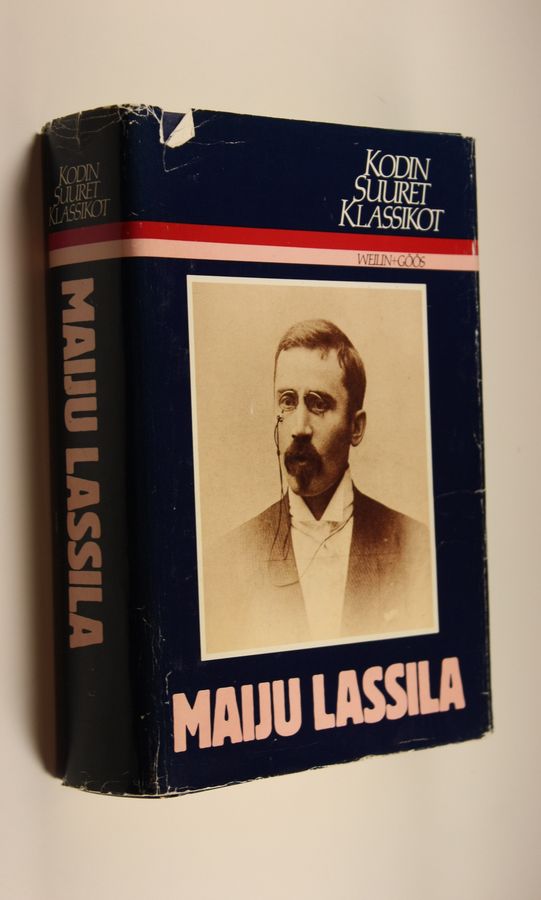 KODIN
SUURET
KLASSIKOT
MAIJU LASSILA
KODIN
SUURET
KLASSIKOT
WEILIN+GÖÖS
MAIJU LASSILA